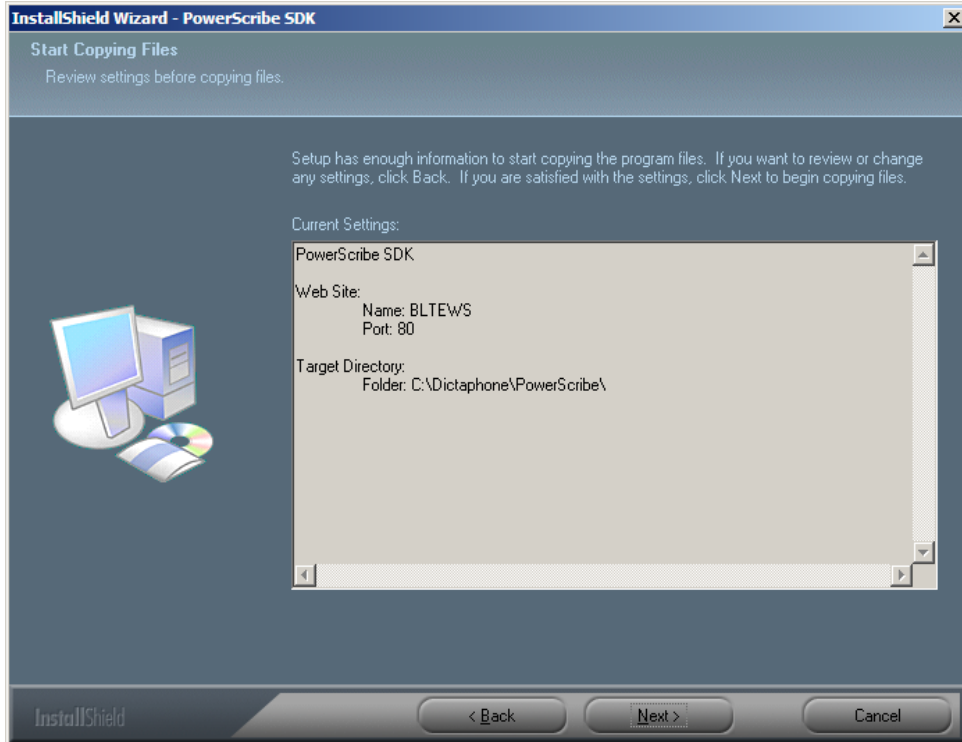 InstallShield Wizard - PowerScribe SDK
Start Copying Files
Review settings before copying files.
Setup has enough information to start copying the program files. If you want to review or change
any settings, click Back. If you are satisfied with the settings, click Next to begin copying files.
Current Settings:
PowerScribe SDK
Web Site:
Name: BLTEWS
Port: 80
Target Directory:
Folder: C:\Dictaphone\PowerScribe\
InstallShield
< Back
Next >
Cancel